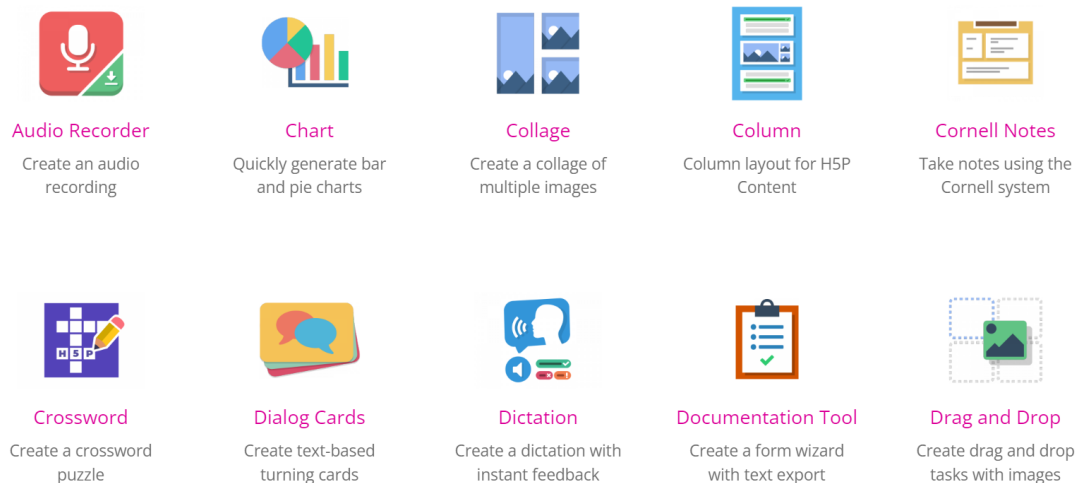 Audio Recorder
Create an audio
recording
Chart
Quickly generate bar
and pie charts
Collage
Create a collage of
multiple images
Column
Column layout for H5P
Content
Cornell Notes
Take notes using the
Cornell system
H5P
Crossword
Create a crossword
puzzle
Dialog Cards
Create text-based
turning cards
Dictation
Create a dictation with
instant feedback
Documentation Tool
Create a form wizard
with text export
Drag and Drop
Create drag and drop
tasks with images